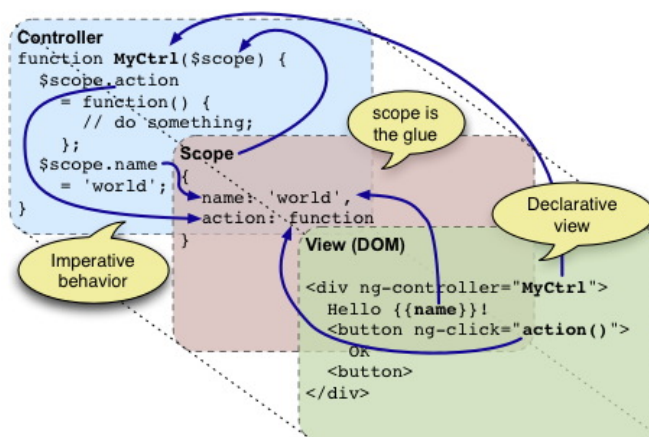 Controller
function MyCtrl($scope) {
$scope.action
= function() {
// do something;
};
$scope.name
= 'world';
}
Imperative
behavior
scope is
the glue
Scope
{
name: 'world',
action: function
}
Declarative
view
View (DOM)
<div ng-controller="MyCtrl">
Hello {{name}}!
<button ng-click="action()">
OK
<button>
</div>